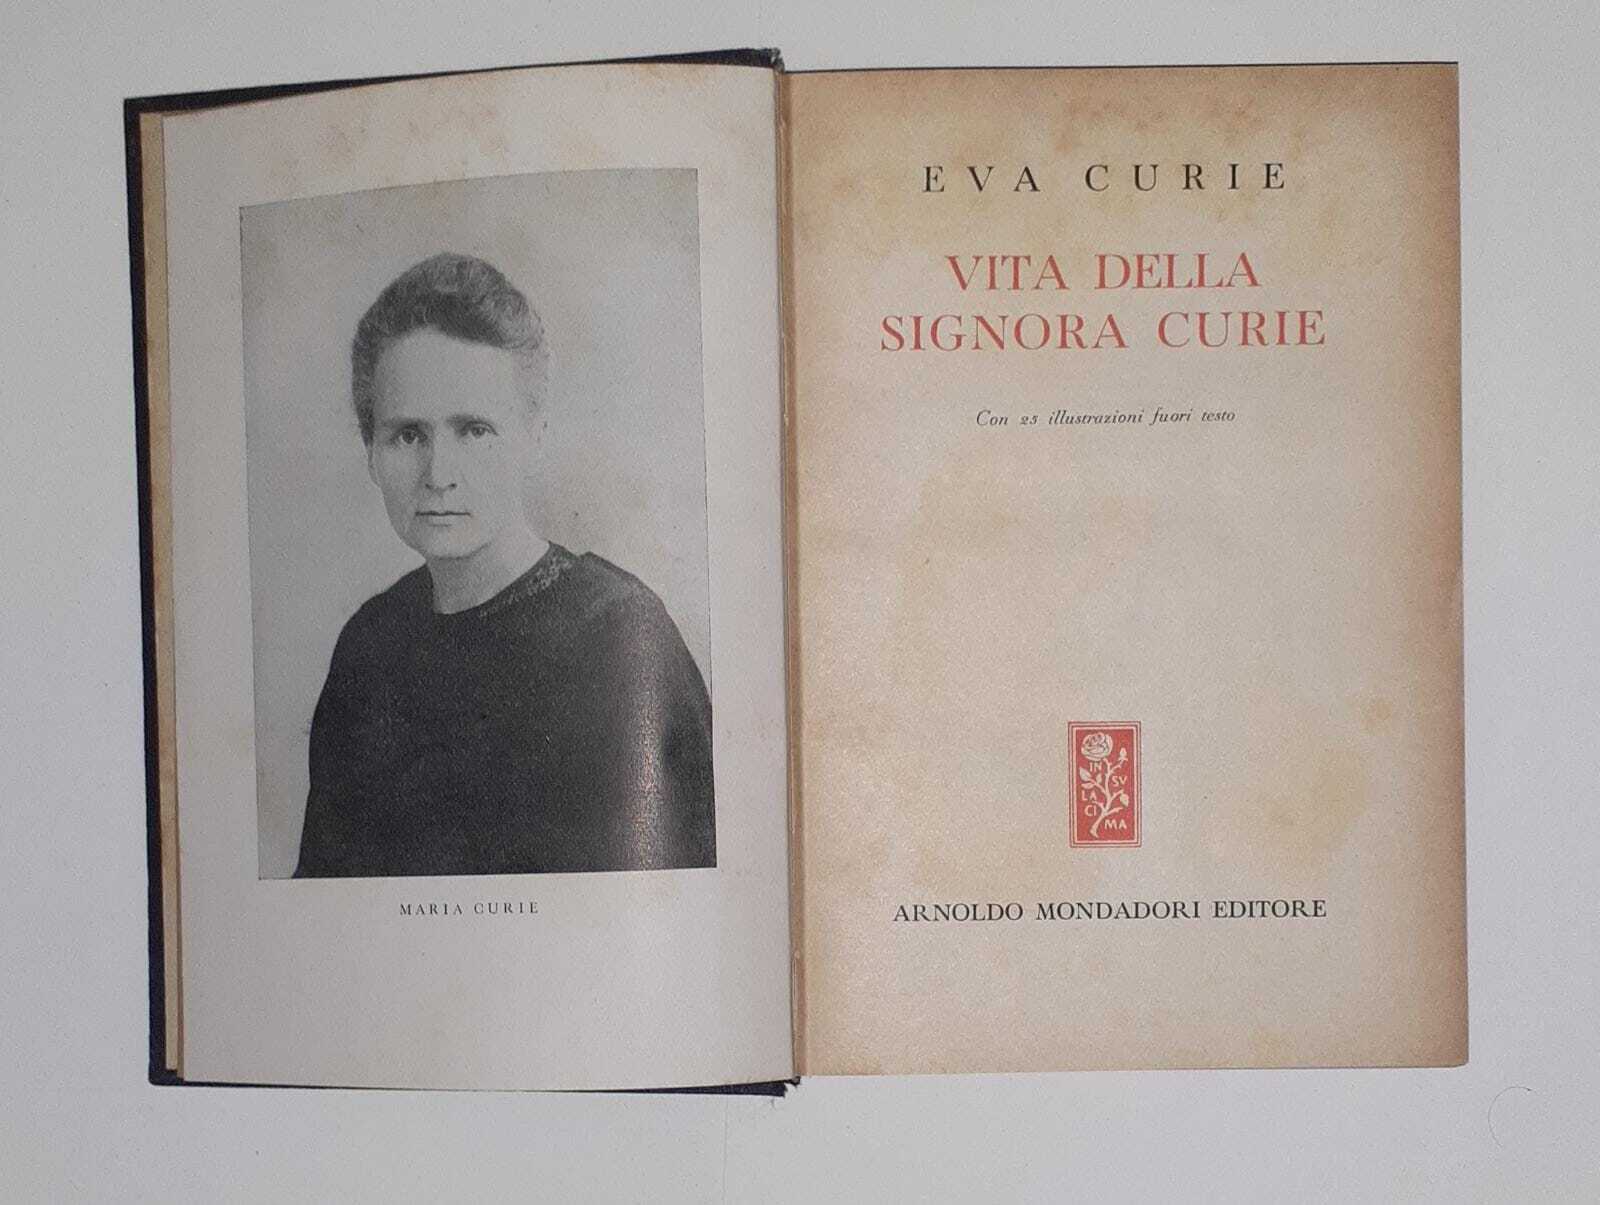 MARIA CURIE
EVA CURIE
VITA DELLA
SIGNORA CURIE
Con 25 illustrazioni fuori testo
IN
SV
LA
CI
MA
ARNOLDO MONDADORI EDITORE